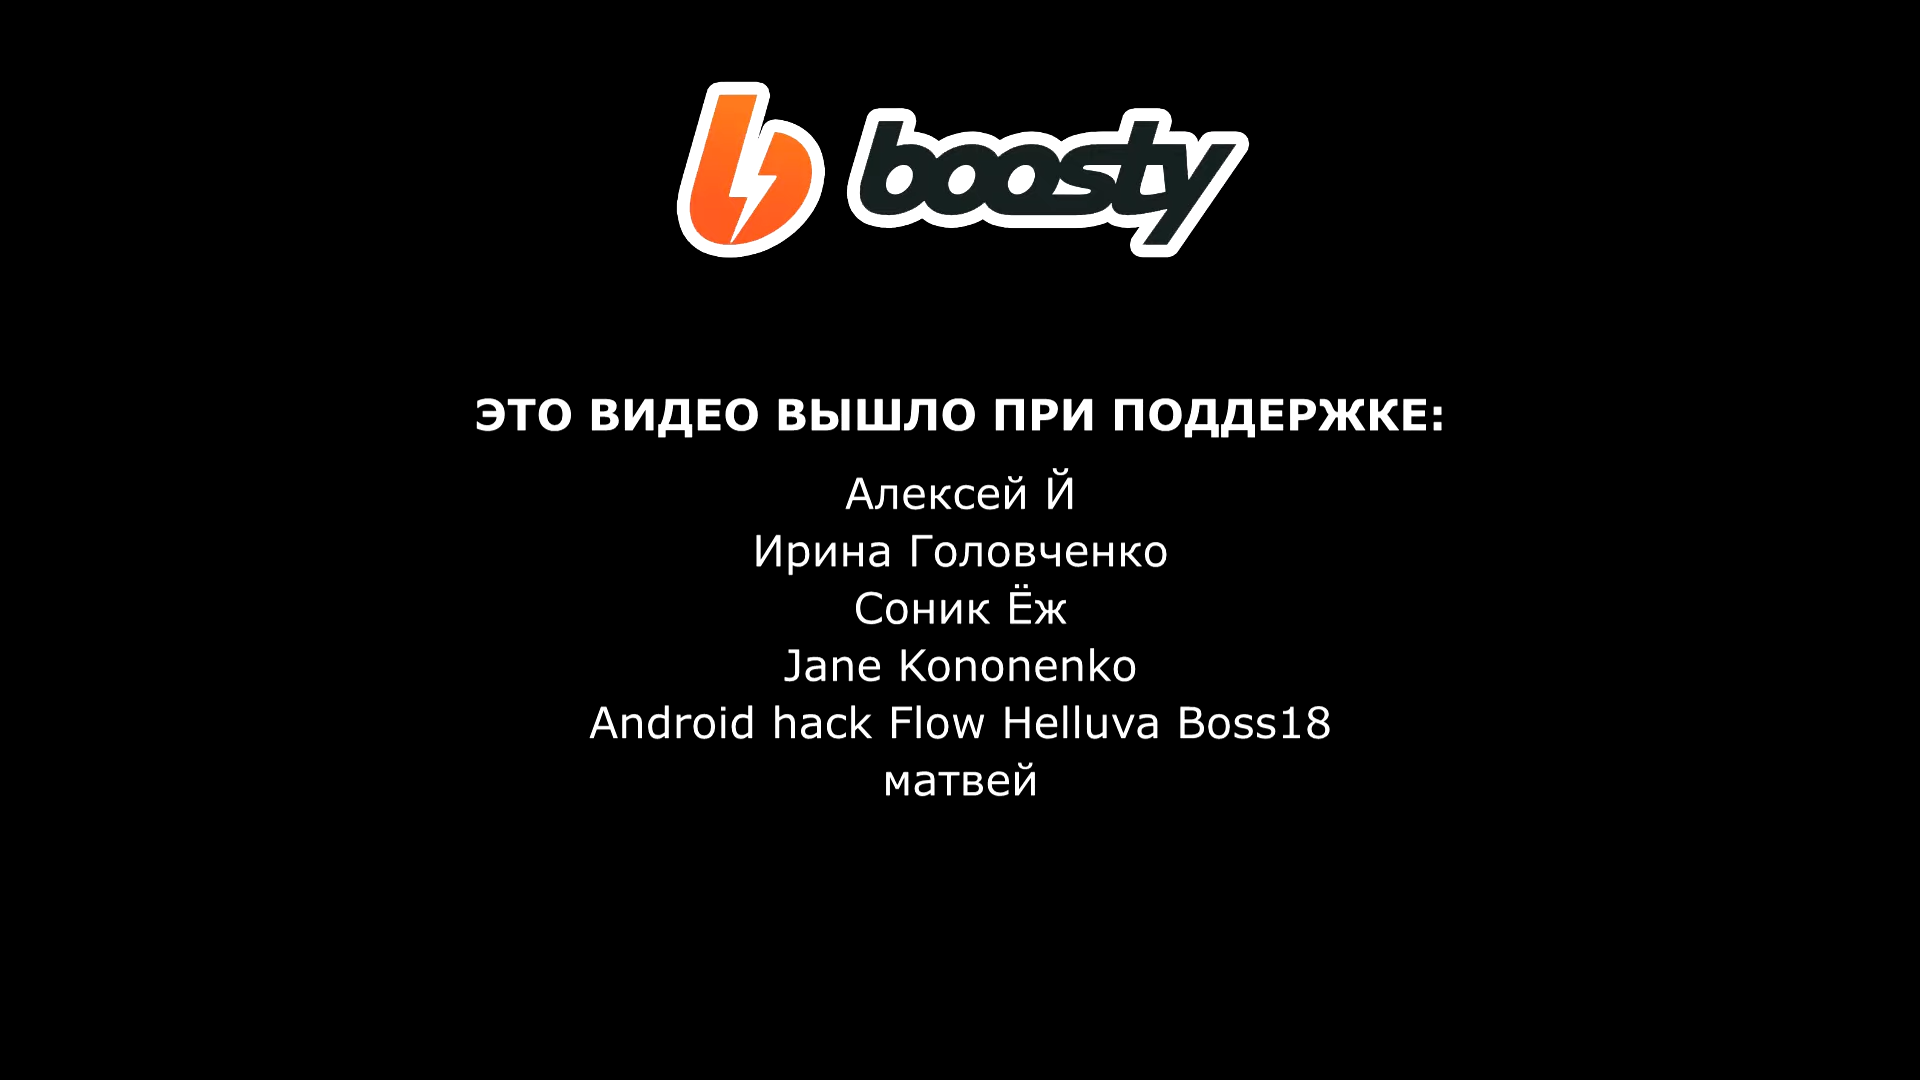 boosty
ЭТО ВИДЕО ВЫШЛО ПРИ ПОДДЕРЖКЕ:
Алексей Й
Ирина Головченко
Соник Ёж
Jane Kononenko
Android hack Flow Helluva Boss18
матвей